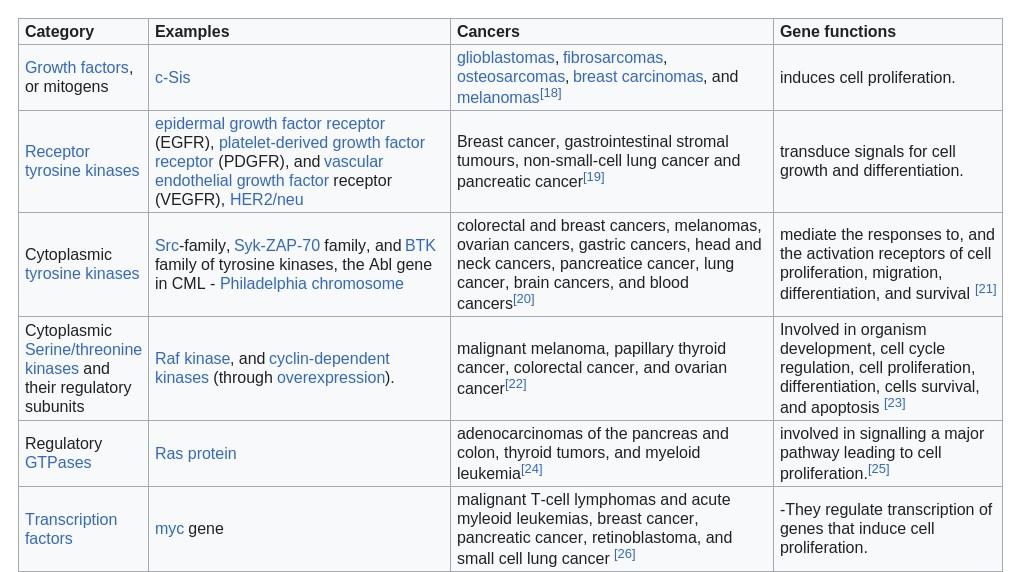 Category Examples Cancers Gene functions
Growth factors,
or mitogens
c-Sis
glioblastomas, fibrosarcomas,
osteosarcomas, breast carcinomas, and
melanomas[18]
induces cell proliferation.
Receptor
tyrosine kinases
epidermal growth factor receptor
(EGFR), platelet-derived growth factor
receptor (PDGFR), and vascular
endothelial growth factor receptor
(VEGFR), HER2/neu
Breast cancer, gastrointestinal stromal
tumours, non-small-cell lung cancer and
pancreatic cancer[19]
transduce signals for cell
growth and differentiation.
Cytoplasmic
tyrosine kinases
Src-family, Syk-ZAP-70 family, and BTK
family of tyrosine kinases, the Abl gene
in CML - Philadelphia chromosome
colorectal and breast cancers, melanomas,
ovarian cancers, gastric cancers, head and
neck cancers, pancreatice cancer, lung
cancer, brain cancers, and blood
cancers[20]
mediate the responses to, and
the activation receptors of cell
proliferation, migration,
differentiation, and survival [21]
Cytoplasmic
Serine/threonine
kinases and
their regulatory
subunits
Raf kinase, and cyclin-dependent
kinases (through overexpression).
malignant melanoma, papillary thyroid
cancer, colorectal cancer, and ovarian
cancer[22]
Involved in organism
development, cell cycle
regulation, cell proliferation,
differentiation, cells survival,
and apoptosis [23]
Regulatory
GTPases
Ras protein
adenocarcinomas of the pancreas and
colon, thyroid tumors, and myeloid
leukemia[24]
involved in signalling a major
pathway leading to cell
proliferation.[25]
Transcription
factors
myc gene
malignant T-cell lymphomas and acute
myleoid leukemias, breast cancer,
pancreatic cancer, retinoblastoma, and
small cell lung cancer [26]
-They regulate transcription of
genes that induce cell
proliferation.